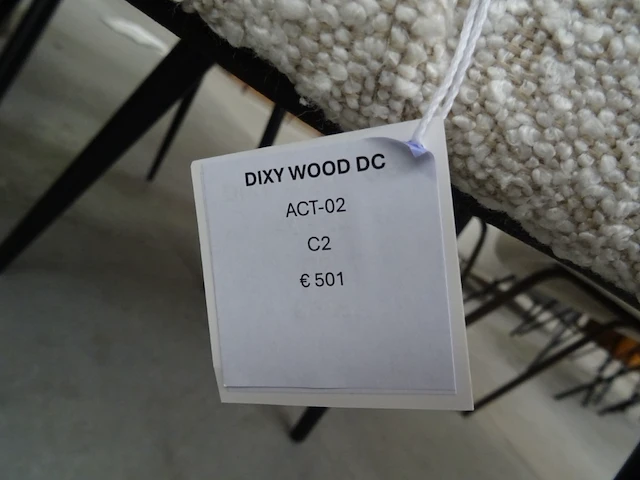 DIXY WOOD DC
ACT-02
C2
€ 501